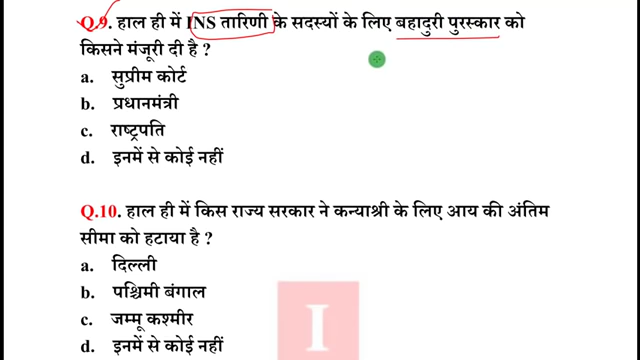 Q.9. हाल ही में INS तारिणी के सदस्यों के लिए बहादुरी पुरस्कार को
किसने मंजूरी दी है ?
a. सुप्रीम कोर्ट
b. प्रधानमंत्री
c. राष्ट्रपति
d. इनमें से कोई नहीं
Q.10. हाल ही में किस राज्य सरकार ने कन्याश्री के लिए आय की अंतिम
सीमा को हटाया है ?
a. दिल्ली
b. पश्चिमी बंगाल
c. जम्मू कश्मीर
d. इनमें से कोई नहीं
I